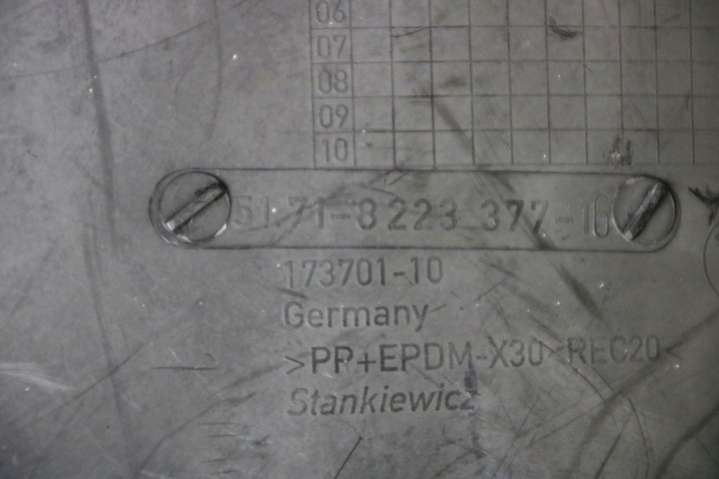 06
07
08
09
10
51.71-8 223 377-10
173701-10
Germany
>PP+EPDM-X30<REC20<
Stankiewicz